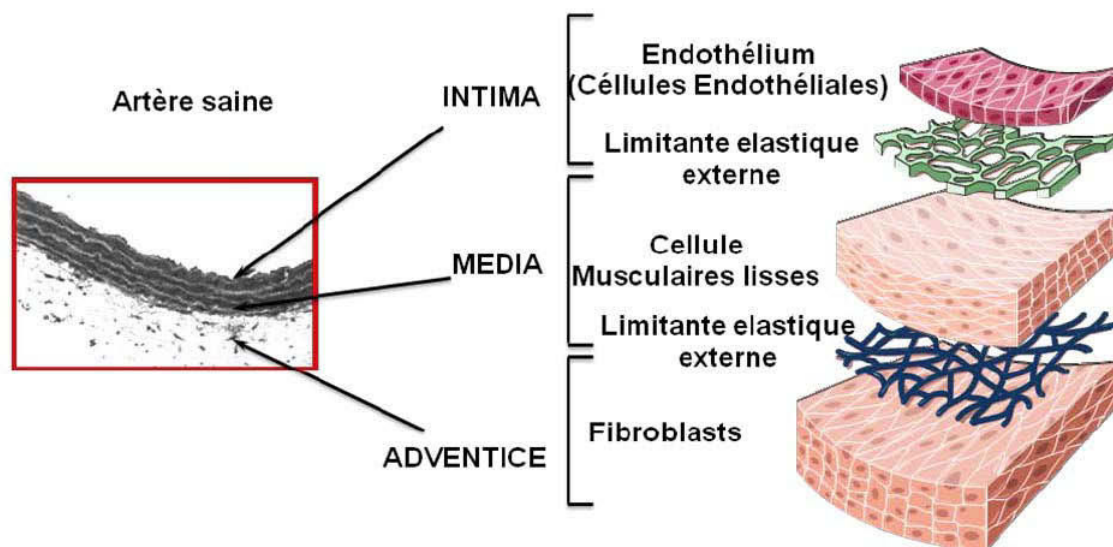 Artère saine
INTIMA
MEDIA
ADVENTICE
Endothélium
(Céllules Endothéliales)
Limitante elastique
externe
Cellule
Musculaires lisses
Limitante elastique
externe
Fibroblasts